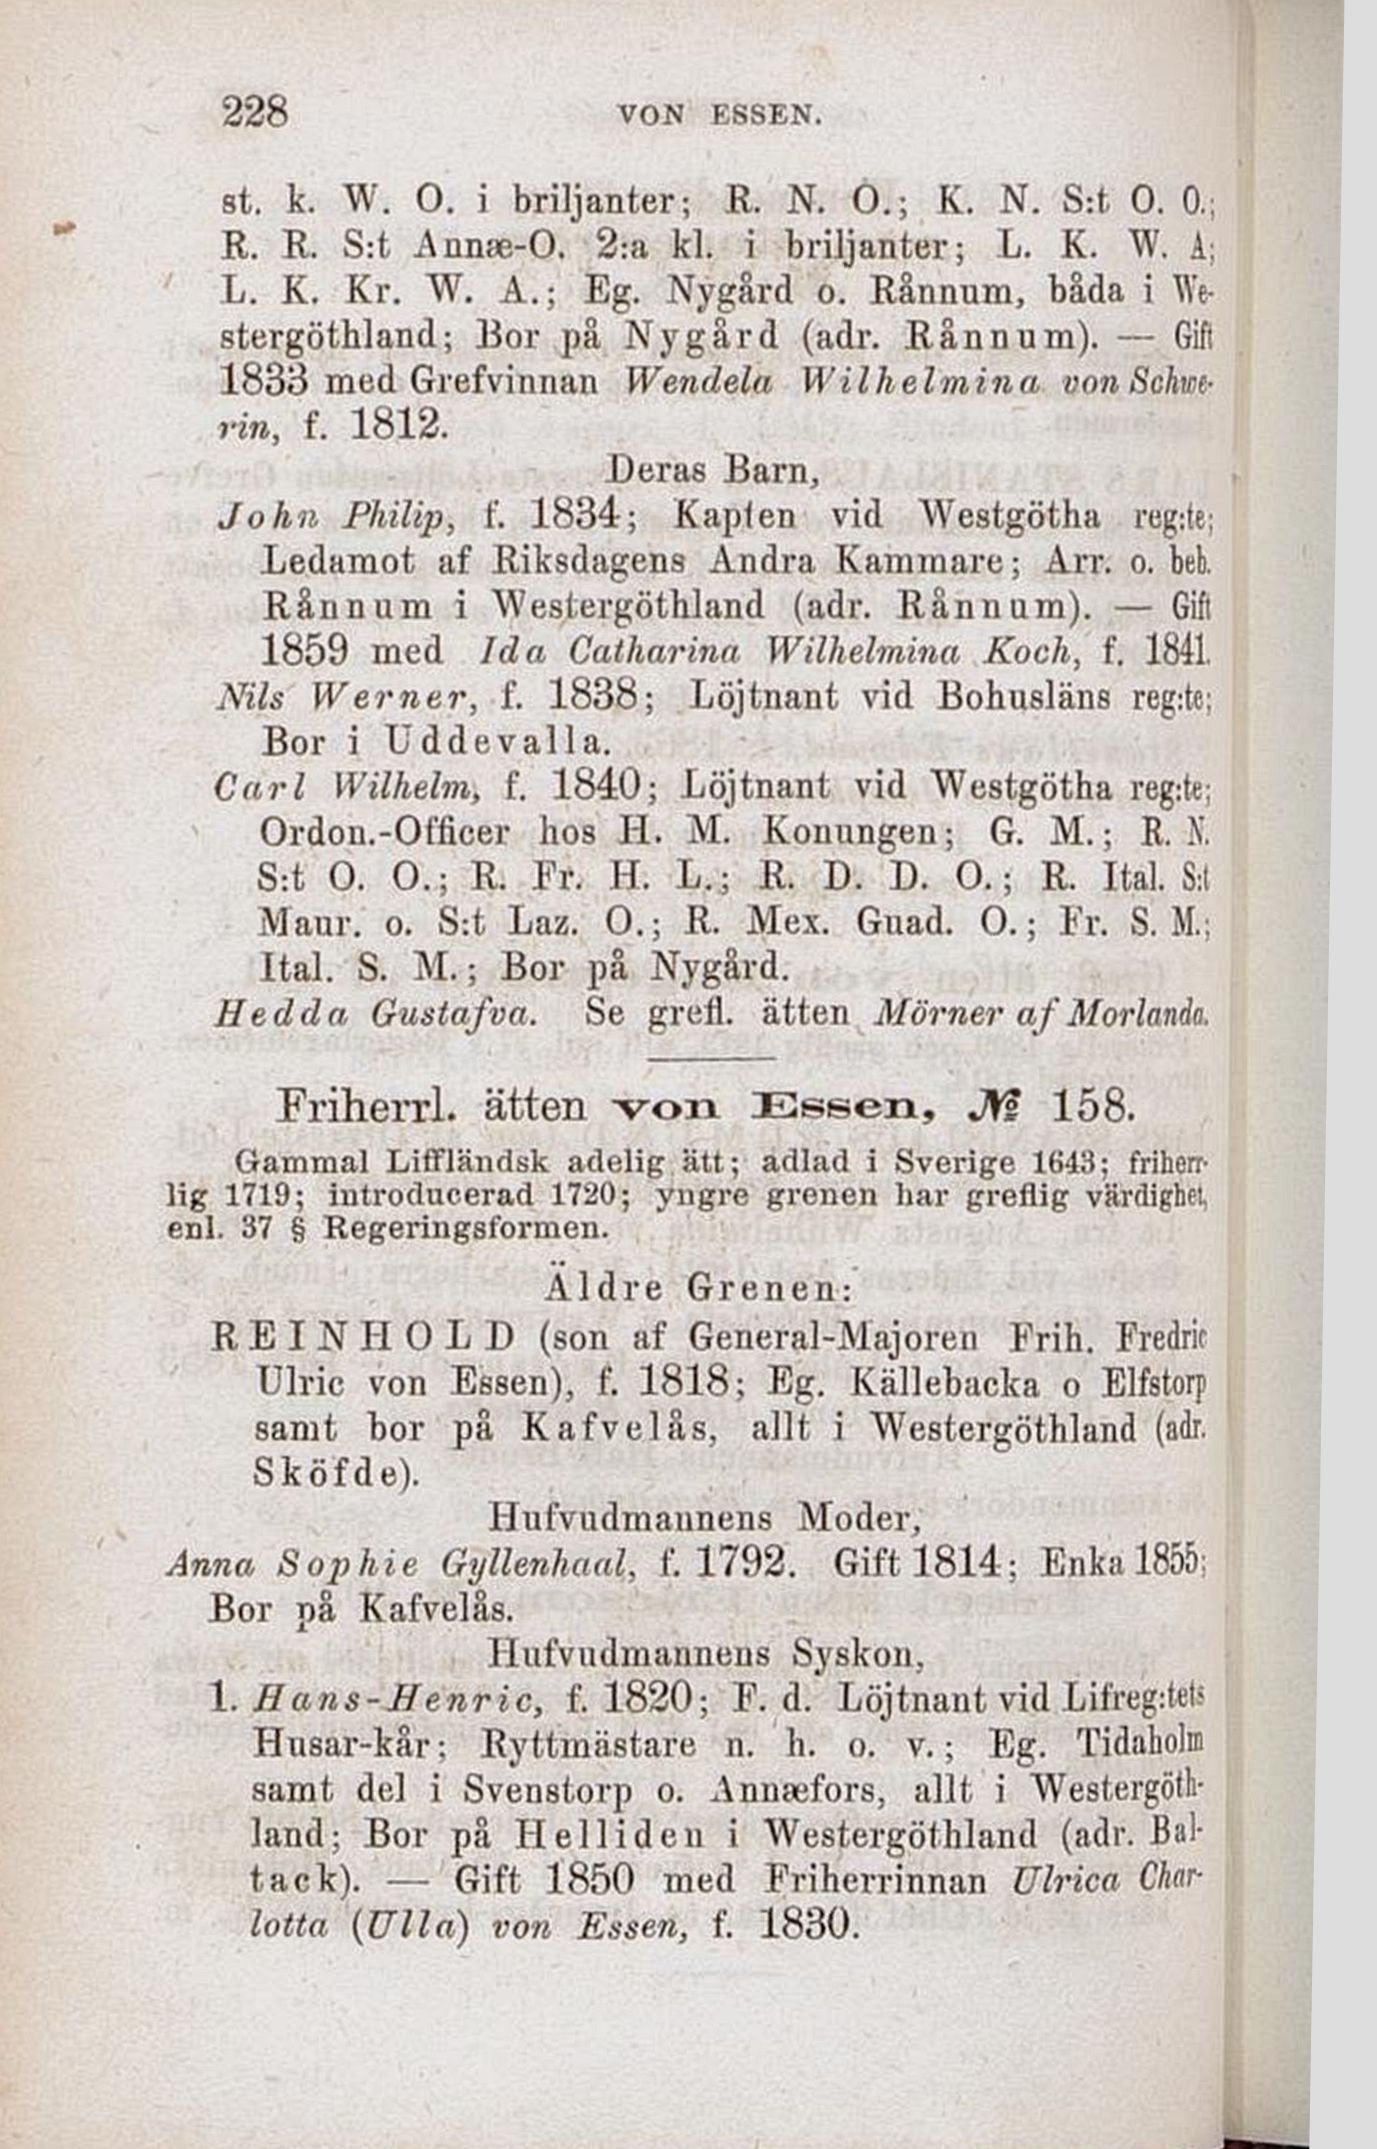 228 VON ESSEN.
st. k. W. O. i briljanter; R. N. O.; K. N. S:t O. O.;
R. R. S:t Annæ-O. 2:a kl. i briljanter; L. K. W. A;
L. K. Kr. W. A.; Eg. Nygård o. Rånnum, båda i We-
stergöthland; Bor på Nygård (adr. Rånnum). — Gift
1833 med Grefvinnan Wendela Wilhelmina von Schwe-
rin, f. 1812.
Deras Barn,
John Philip, f. 1834; Kapten vid Westgötha reg:te;
Ledamot af Riksdagens Andra Kammare; Arr. o. beb.
Rånnum i Westergöthland (adr. Rånnum). — Gift
1859 med Ida Catharina Wilhelmina Koch, f. 1841.
Nils Werner, f. 1838; Löjtnant vid Bohusläns reg:te;
Bor i Uddevalla.
Carl Wilhelm, f. 1840; Löjtnant vid Westgötha reg:te;
Ordon.-Officer hos H. M. Konungen; G. M.; R. N.
S:t O. O.; R. Fr. H. L.; R. D. D. O.; R. Ital. S:t
Maur. o. S:t Laz. O.; R. Mex. Guad. O.; Fr. S. M.;
Ital. S. M.; Bor på Nygård.
Hedda Gustafva. Se grefl. ätten Mörner af Morlanda.
Friherrl. ätten von Essen, № 158.
Gammal Liffländsk adelig ätt; adlad i Sverige 1643; friherr-
lig 1719; introducerad 1720; yngre grenen har greflig värdighet,
enl. 37 § Regeringsformen.
Äldre Grenen:
REINHOLD (son af General-Majoren Frih. Fredric
Ulric von Essen), f. 1818; Eg. Källebacka o Elfstorp
samt bor på Kafvelås, allt i Westergöthland (adr.
Sköfde).
Hufvudmannens Moder,
Anna Sophie Gyllenhaal, f. 1792. Gift 1814; Enka 1855;
Bor på Kafvelås.
Hufvudmannens Syskon,
1. Hans-Henric, f. 1820; F. d. Löjtnant vid Lifreg:tets
Husar-kår; Ryttmästare n. h. o. v.; Eg. Tidaholm
samt del i Svenstorp o. Annæfors, allt i Westergöth-
land; Bor på Helliden i Westergöthland (adr. Bal-
tack). — Gift 1850 med Friherrinnan Ulrica Char-
lotta (Ulla) von Essen, f. 1830.